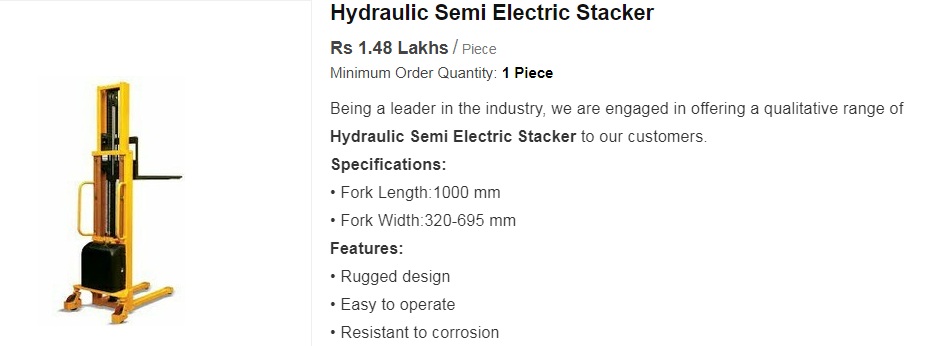 Hydraulic Semi Electric Stacker
Rs 1.48 Lakhs / Piece
Minimum Order Quantity: 1 Piece
Being a leader in the industry, we are engaged in offering a qualitative range of
Hydraulic Semi Electric Stacker to our customers.
Specifications:
• Fork Length:1000 mm
• Fork Width:320-695 mm
Features:
• Rugged design
• Easy to operate
• Resistant to corrosion